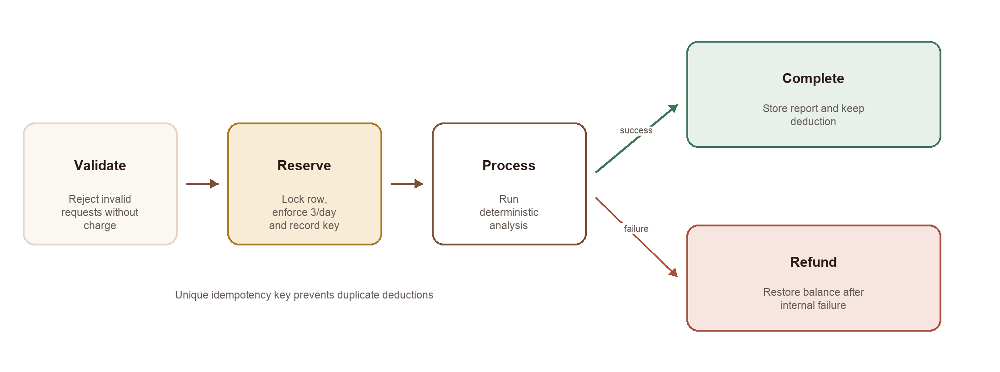 Validate
Reject invalid
requests without
charge
Reserve
Lock row,
enforce 3/day
and record key
Process
Run
deterministic
analysis
success
failure
Complete
Store report and keep
deduction
Refund
Restore balance after
internal failure
Unique idempotency key prevents duplicate deductions